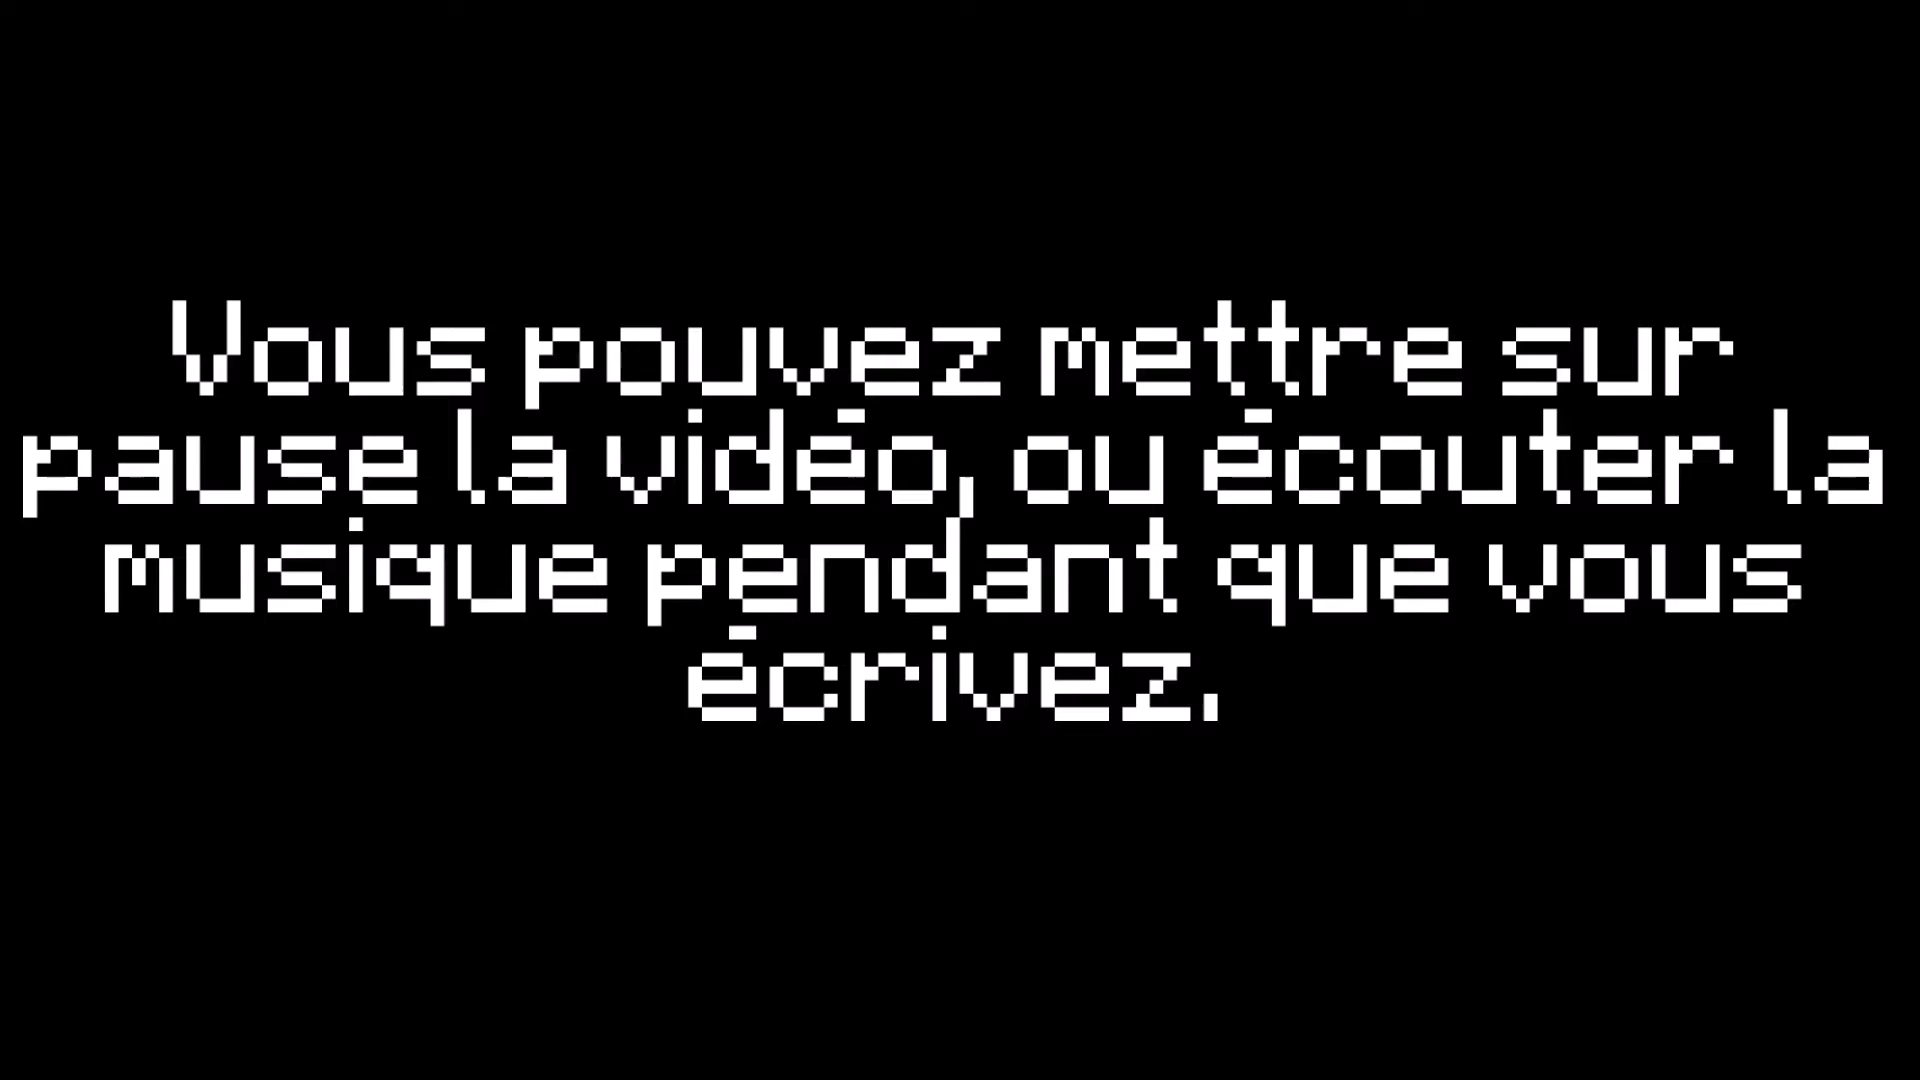 Vous pouvez mettre sur
pause la vidéo, ou écouter la
musique pendant que vous
écrivez.